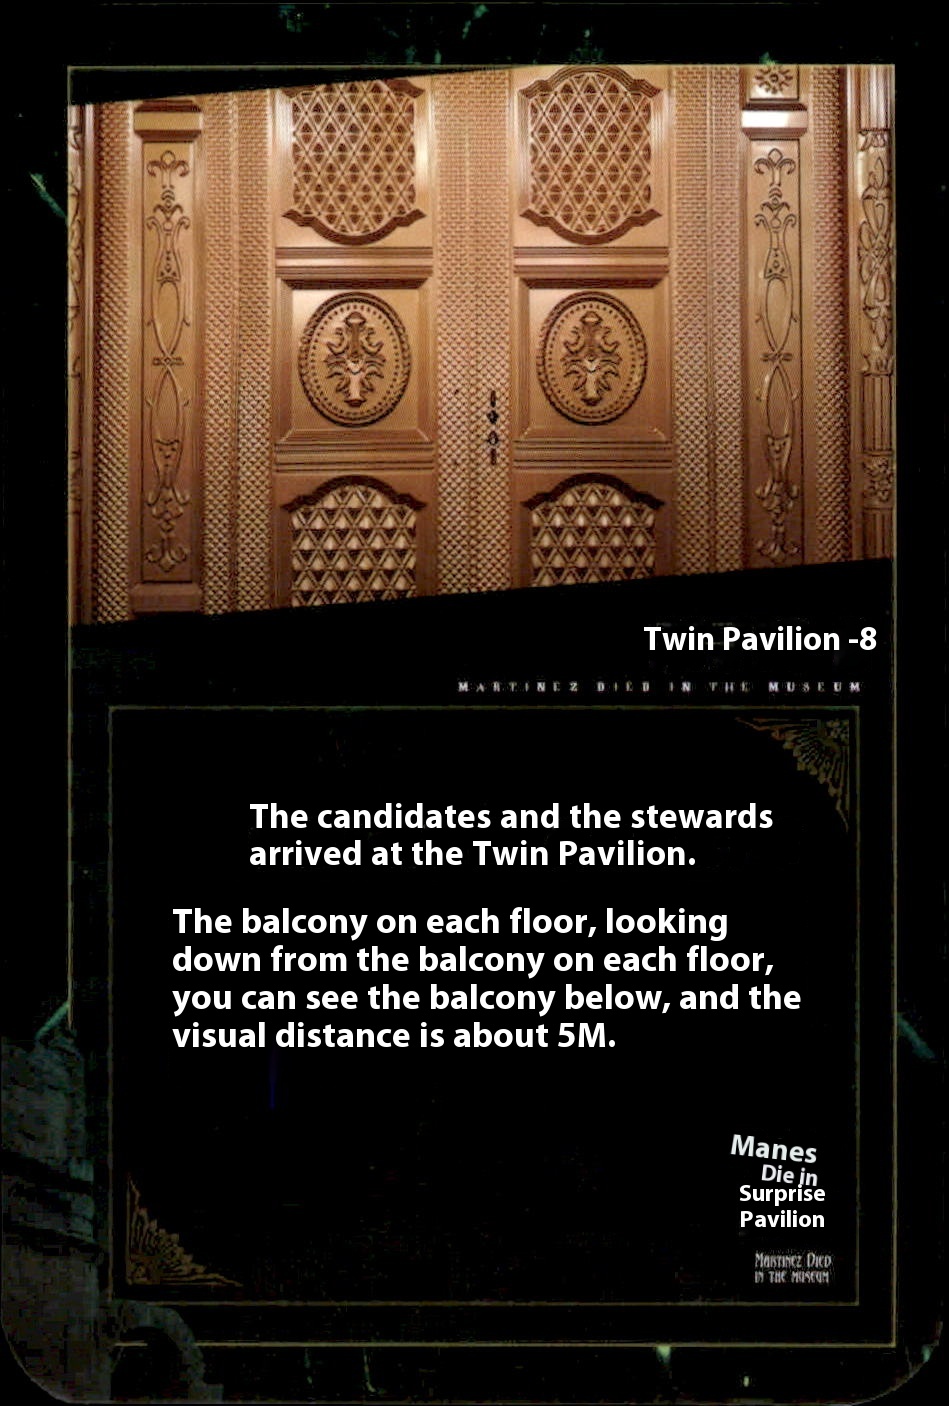 Twin Pavilion -8
MARTINEZ DIED IN THE MUSEUM
The candidates and the stewards
arrived at the Twin Pavilion.
The balcony on each floor, looking
down from the balcony on each floor,
you can see the balcony below, and the
visual distance is about 5M.
Manes
Die in
Surprise
Pavilion
MARTINEZ DIED
IN THE MUSEUM